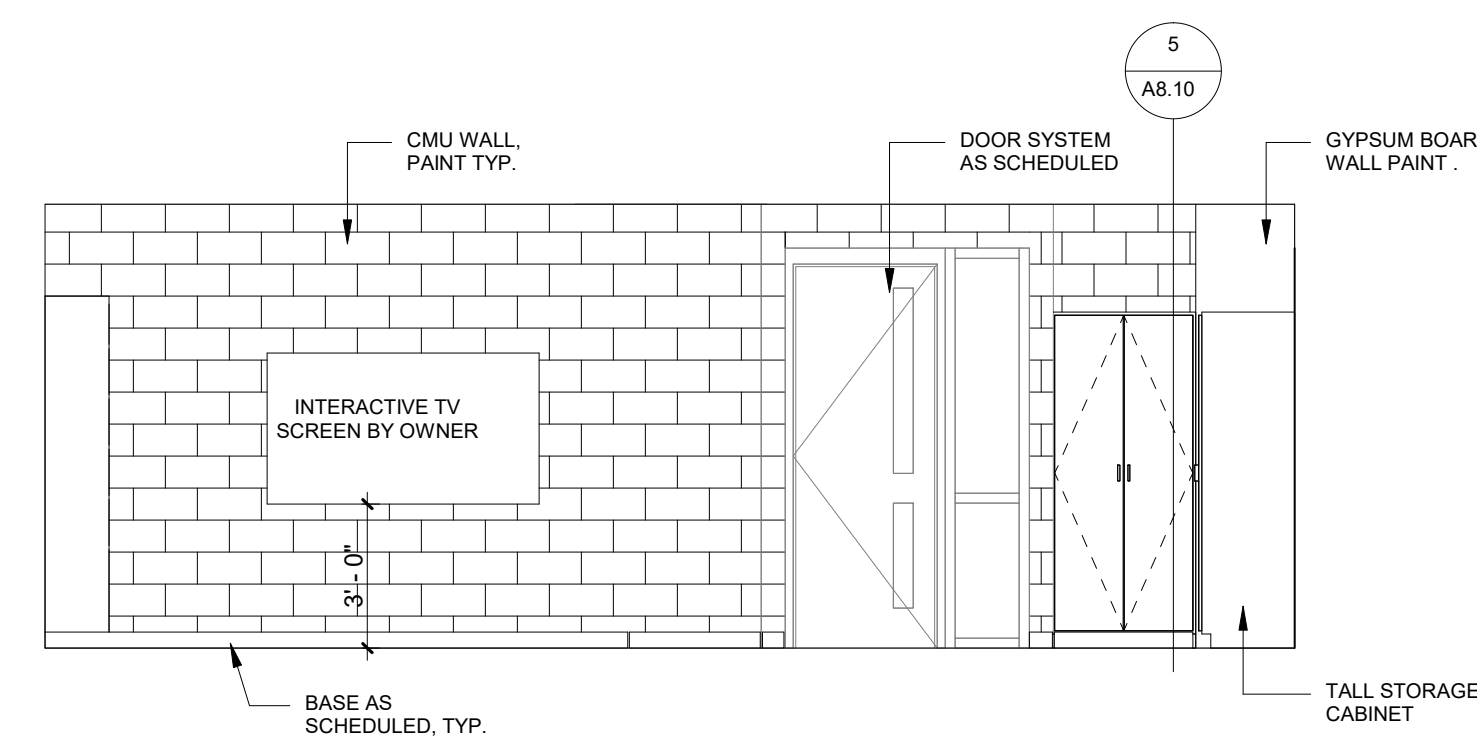 5
A8.10
CMU WALL,
PAINT TYP.
DOOR SYSTEM
AS SCHEDULED
GYPSUM BOAR
WALL PAINT .
INTERACTIVE TV
SCREEN BY OWNER
3' - 0"
BASE AS
SCHEDULED, TYP.
TALL STORAGE
CABINET